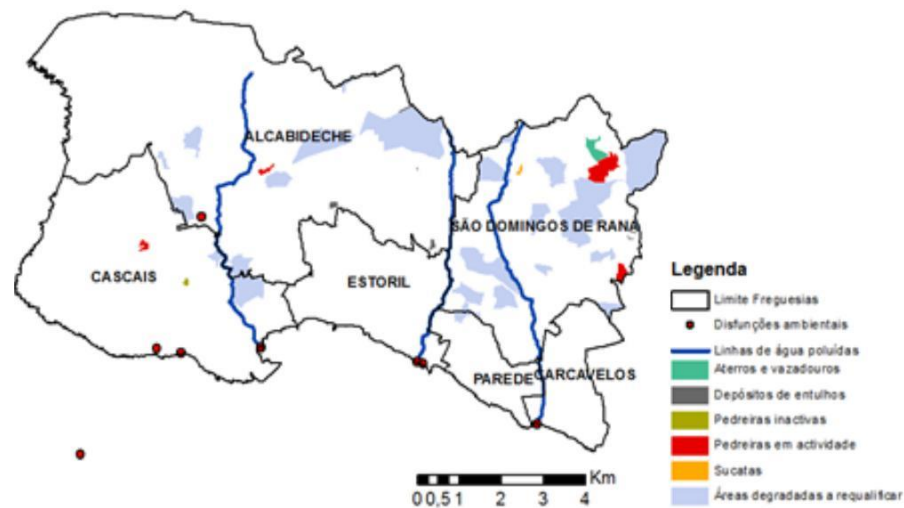 ALCABIDECHE
SÃO DOMINGOS DE RANA
CASCAIS
ESTORIL
PAREDE
CARCAVELOS
Legenda
Limite Freguesias
Disfunções ambientais
Linhas de água poluídas
Aterros e vazadouros
Depósitos de entulhos
Pedreiras inactivas
Pedreiras em actividade
Sucatas
Áreas degradadas a requalificar
Km
0 0,5 1 2 3 4